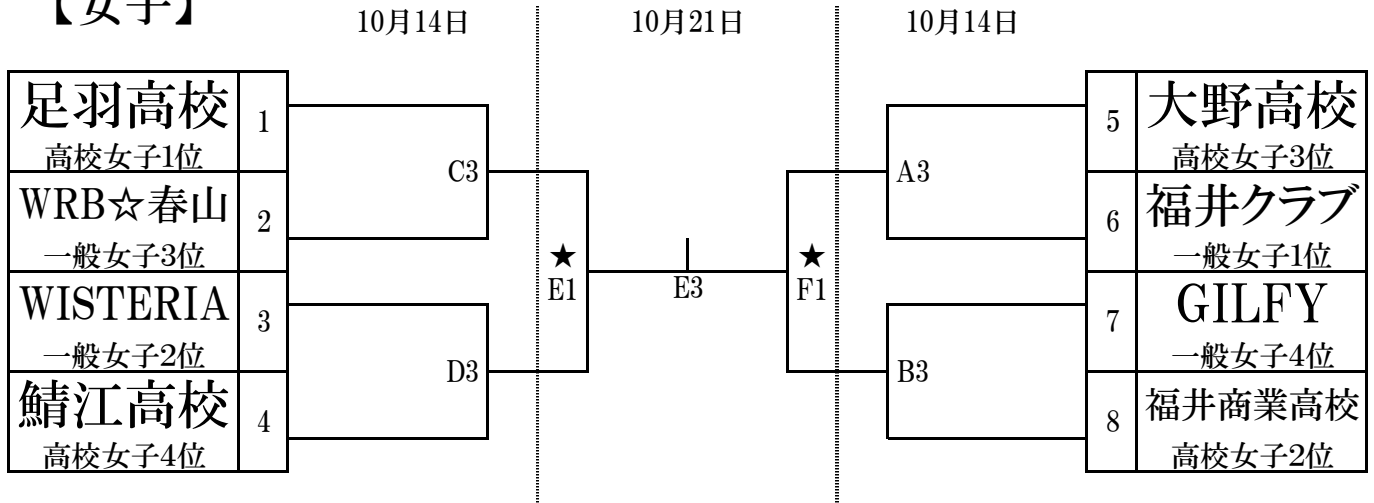 【女子】
10月14日
10月21日
10月14日
足羽高校
高校女子1位
1
WRB☆春山
一般女子3位
2
WISTERIA
一般女子2位
3
鯖江高校
高校女子4位
4
C3
D3
★
E1
E3
★
F1
A3
B3
5
大野高校
高校女子3位
6
福井クラブ
一般女子1位
7
GILFY
一般女子4位
8
福井商業高校
高校女子2位